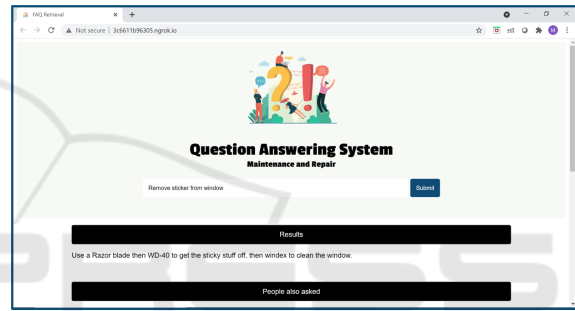 FAQ Retrieval
Not secure | 3c6611b96305.ngrok.io
?!
Question Answering System
Maintenance and Repair
Remove sticker from window
Submit
Results
Use a Razor blade then WD-40 to get the sticky stuff off, then windex to clean the window.
People also asked